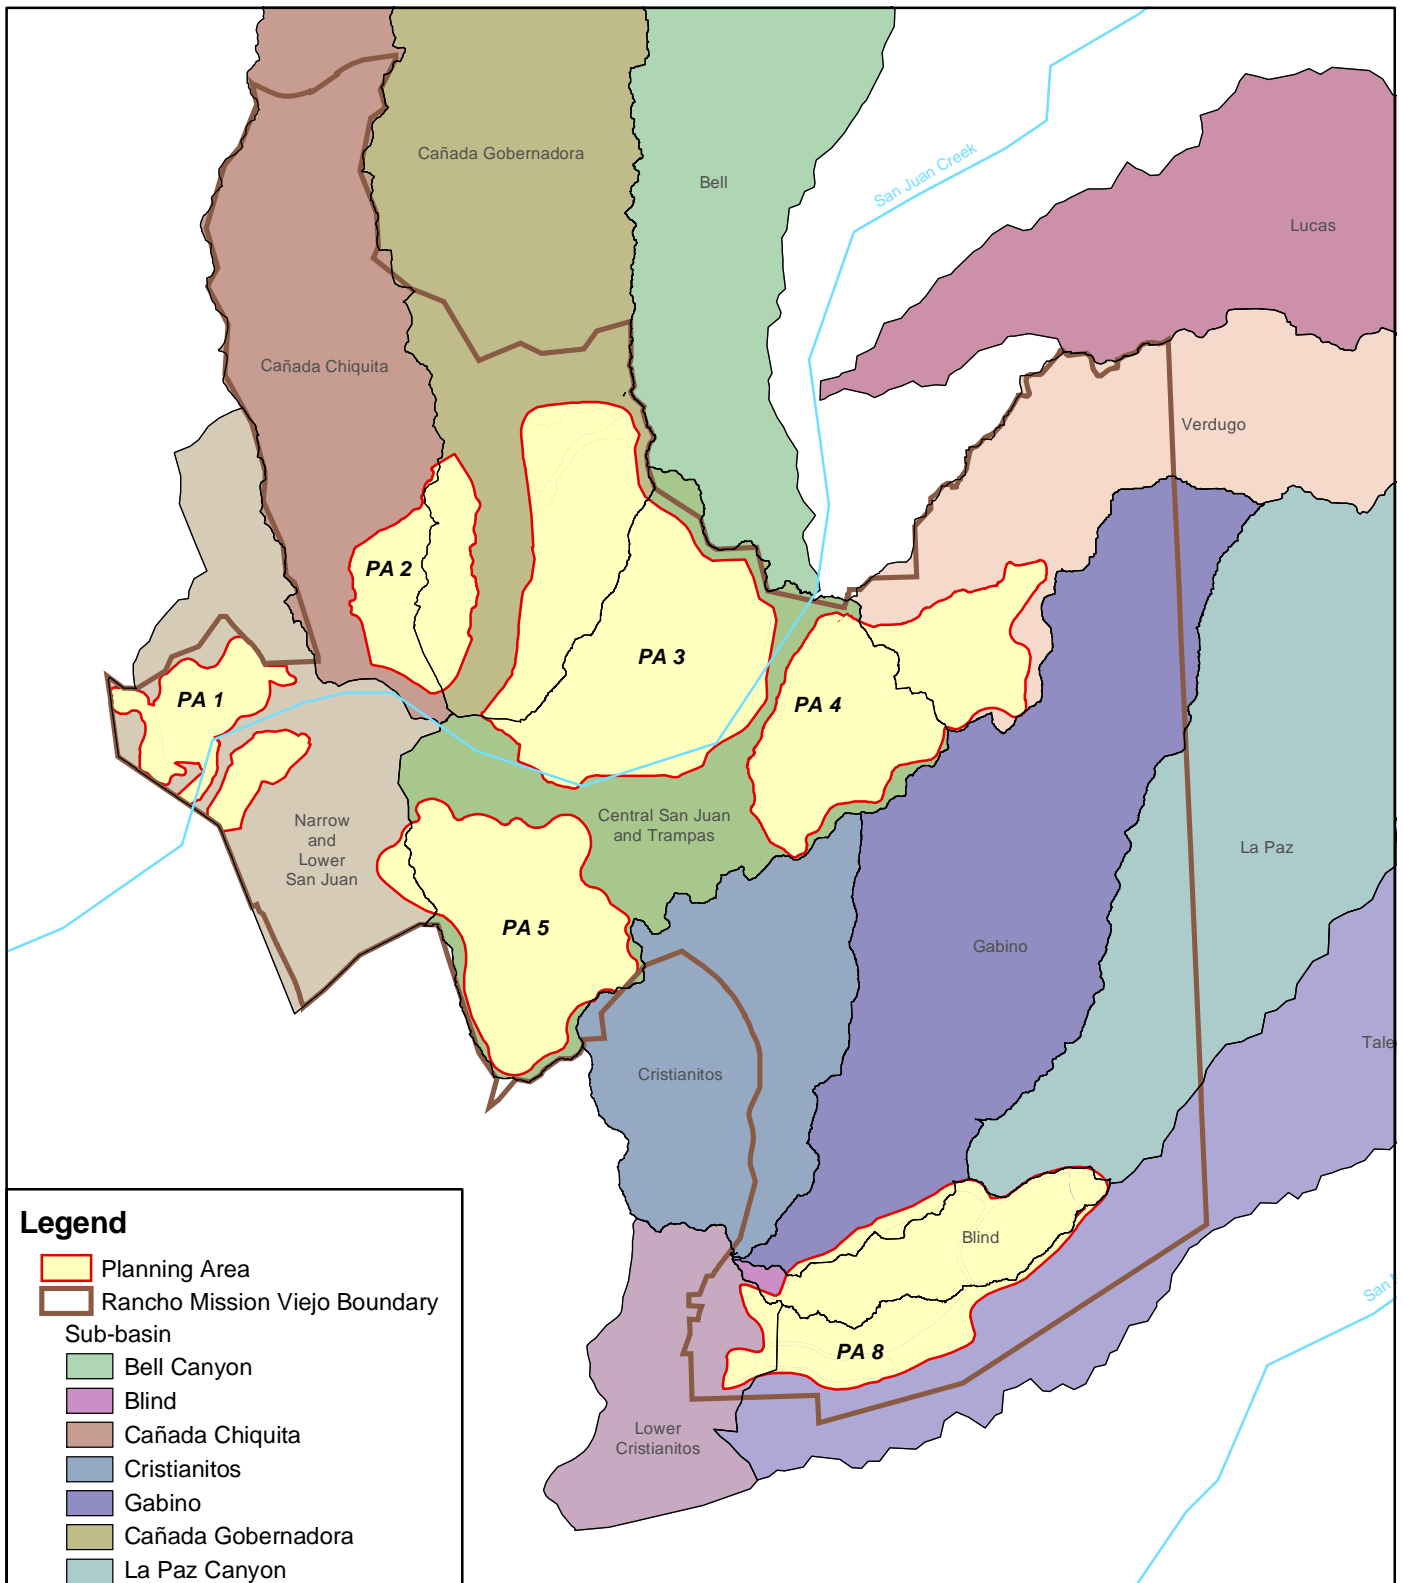 Cañada Gobernadora
Bell
San Juan Creek
Lucas
Cañada Chiquita
Verdugo
PA 2
PA 3
PA 1
PA 4
Narrow
and
Lower
San Juan
Central San Juan
and Trampas
La Paz
PA 5
Gabino
Tale
Cristianitos
Blind
San
PA 8
Lower
Cristianitos
Legend
Planning Area
Rancho Mission Viejo Boundary
Sub-basin
Bell Canyon
Blind
Cañada Chiquita
Cristianitos
Gabino
Cañada Gobernadora
La Paz Canyon